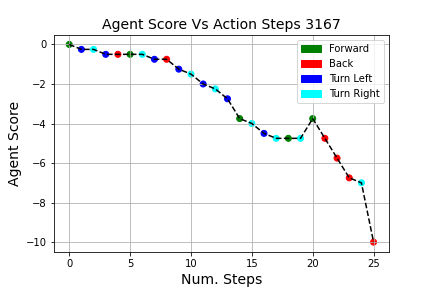 Agent Score Vs Action Steps 3167
Forward
Back
Turn Left
Turn Right
Agent Score
0
−2
−4
−6
−8
−10
0 5 10 15 20 25
Num. Steps